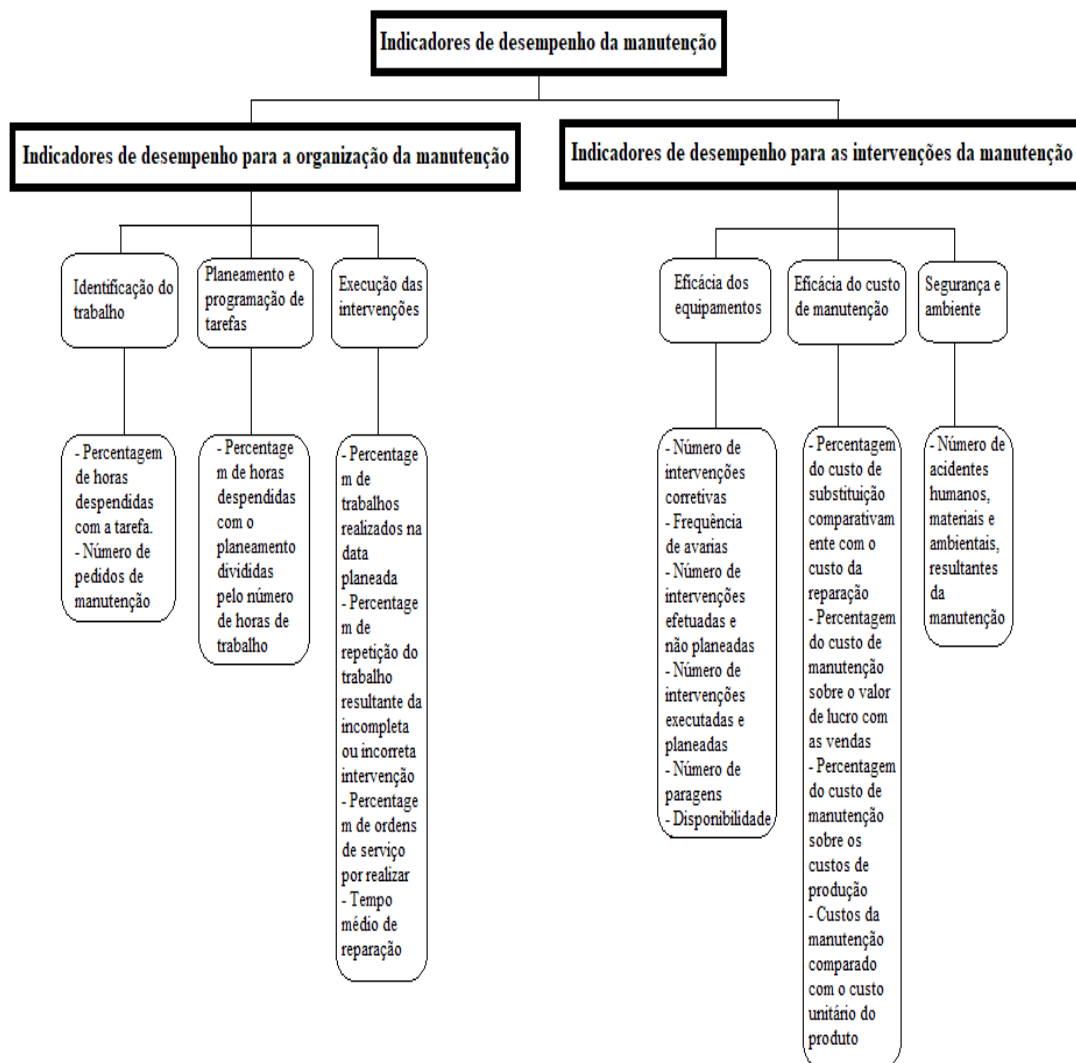 Indicadores de desempenho da manutenção
Indicadores de desempenho para a organização da manutenção
Indicadores de desempenho para as intervenções da manutenção
Identificação do
trabalho
Planeamento e
programação de
tarefas
Execução das
intervenções
Eficácia dos
equipamentos
Eficácia do custo
de manutenção
Segurança e
ambiente
- Percentagem
de horas
despendidas
com a tarefa.
- Número de
pedidos de
manutenção
- Percentage
m de horas
despendidas
com o
planeamento
divididas
pelo número
de horas de
trabalho
- Percentage
m de
trabalhos
realizados na
data
planeada
- Percentage
m de
repetição do
trabalho
resultante da
incompleta
ou incorreta
intervenção
- Percentage
m de ordens
de serviço
por realizar
- Tempo
médio de
reparação
- Número de
intervenções
corretivas
- Frequência
de avarias
- Número de
intervenções
efetuadas e
não planeadas
- Número de
intervenções
executadas e
planeadas
- Número de
paragens
- Disponibilidade
- Percentagem
do custo de
substituição
comparativam
ente com o
custo da
reparação
- Percentagem
do custo de
manutenção
sobre o valor
de lucro com
as vendas
- Percentagem
do custo de
manutenção
sobre os
custos de
produção
- Custos da
manutenção
comparado
com o custo
unitário do
produto
- Número de
acidentes
humanos,
materiais e
ambientais,
resultantes
da
manutenção